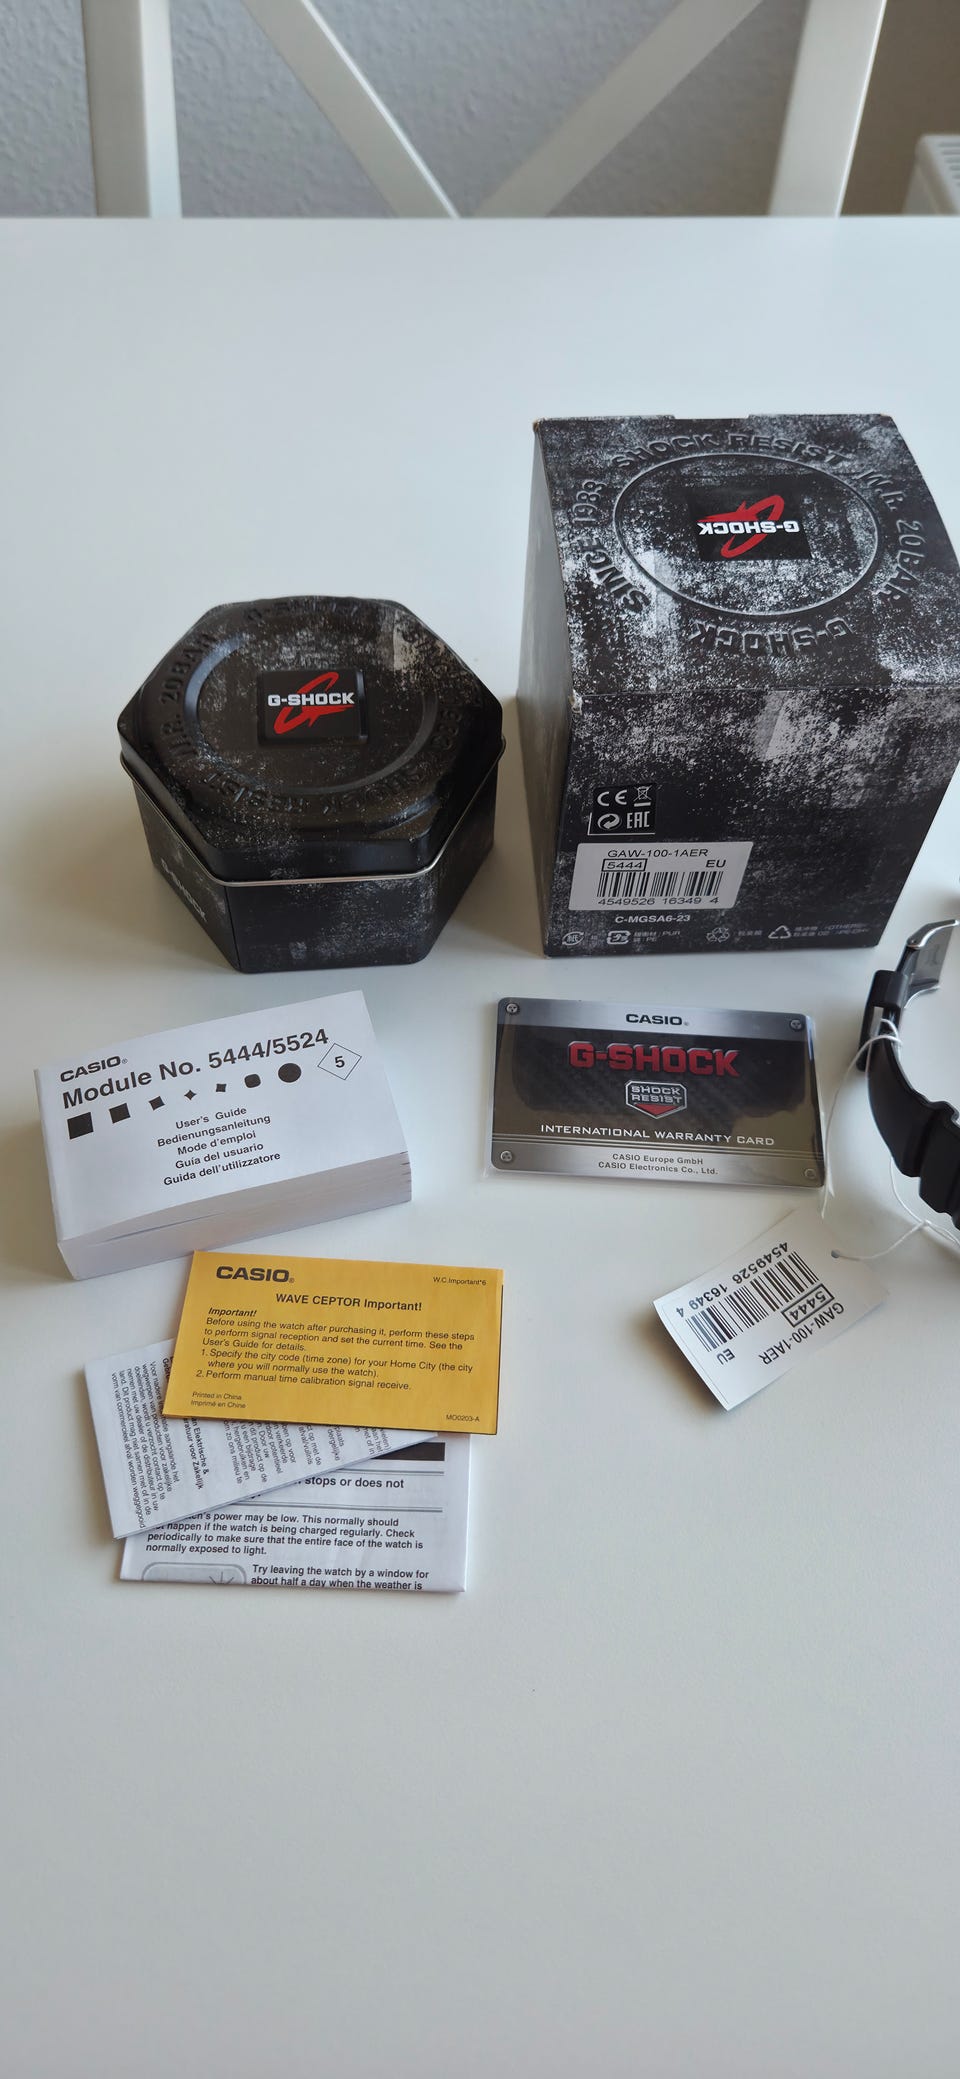 SHOCK RESIST W.R. 20BAR
SINCE 1983
G-SHOCK
G-SHOCK
G-SHOCK
W.R. 20BAR
SHOCK RESIST
G-SHOCK
G-SHOCK
CE
EAC
GAW-100-1AER
5444 EU
4549526 16349 4
C-MGSA6-23
CASIO®
Module No. 5444/5524
5
User's Guide
Bedienungsanleitung
Mode d'emploi
Guía del usuario
Guida dell'utilizzatore
CASIO®
G-SHOCK
SHOCK
RESIST
INTERNATIONAL WARRANTY CARD
CASIO Europe GmbH
CASIO Electronics Co., Ltd.
GAW-100-1AER
5444 EU
4549526 16349 4
CASIO®
W.C.Important*6
WAVE CEPTOR Important!
Important!
Before using the watch after purchasing it, perform these steps
to perform signal reception and set the current time. See the
User's Guide for details.
1. Specify the city code (time zone) for your Home City (the city
where you will normally use the watch).
2. Perform manual time calibration signal receive.
Printed in China
Imprimé en Chine
MO0203-A
stops or does not
power may be low. This normally should
happen if the watch is being charged regularly. Check
periodically to make sure that the entire face of the watch is
normally exposed to light.
Try leaving the watch by a window for
about half a day when the weather is